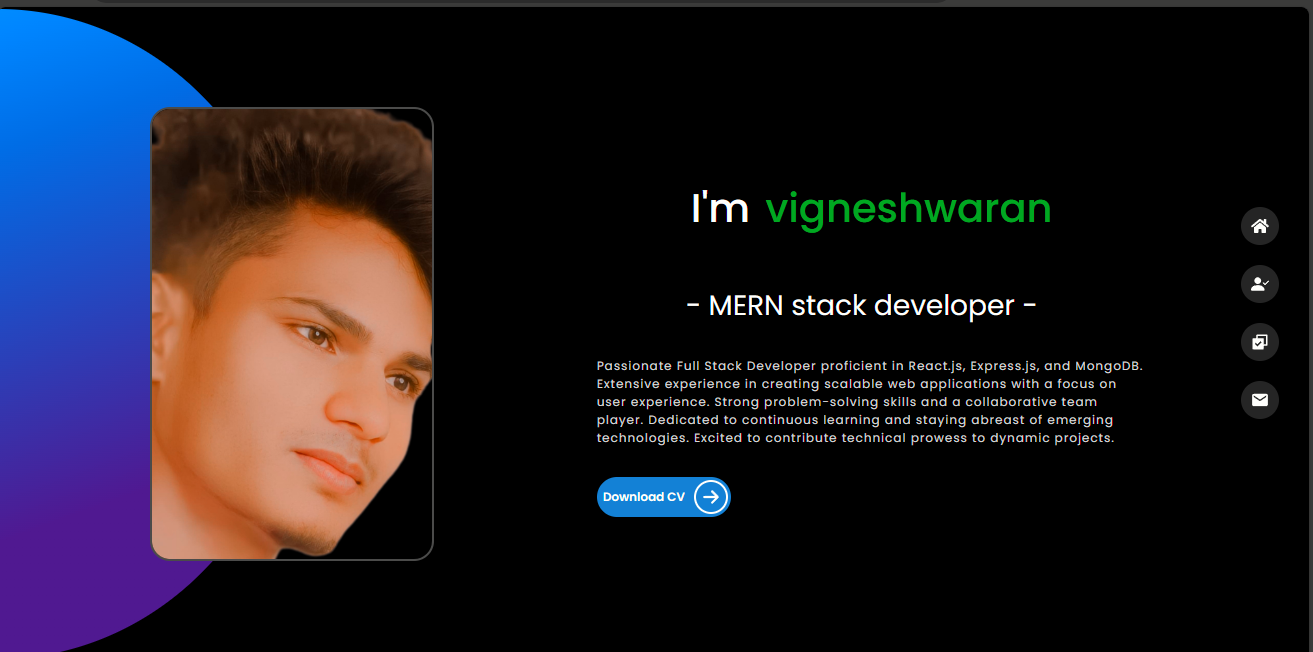 I'm vigneshwaran
- MERN stack developer -
Passionate Full Stack Developer proficient in React.js, Express.js, and MongoDB.
Extensive experience in creating scalable web applications with a focus on
user experience. Strong problem-solving skills and a collaborative team
player. Dedicated to continuous learning and staying abreast of emerging
technologies. Excited to contribute technical prowess to dynamic projects.
Download CV